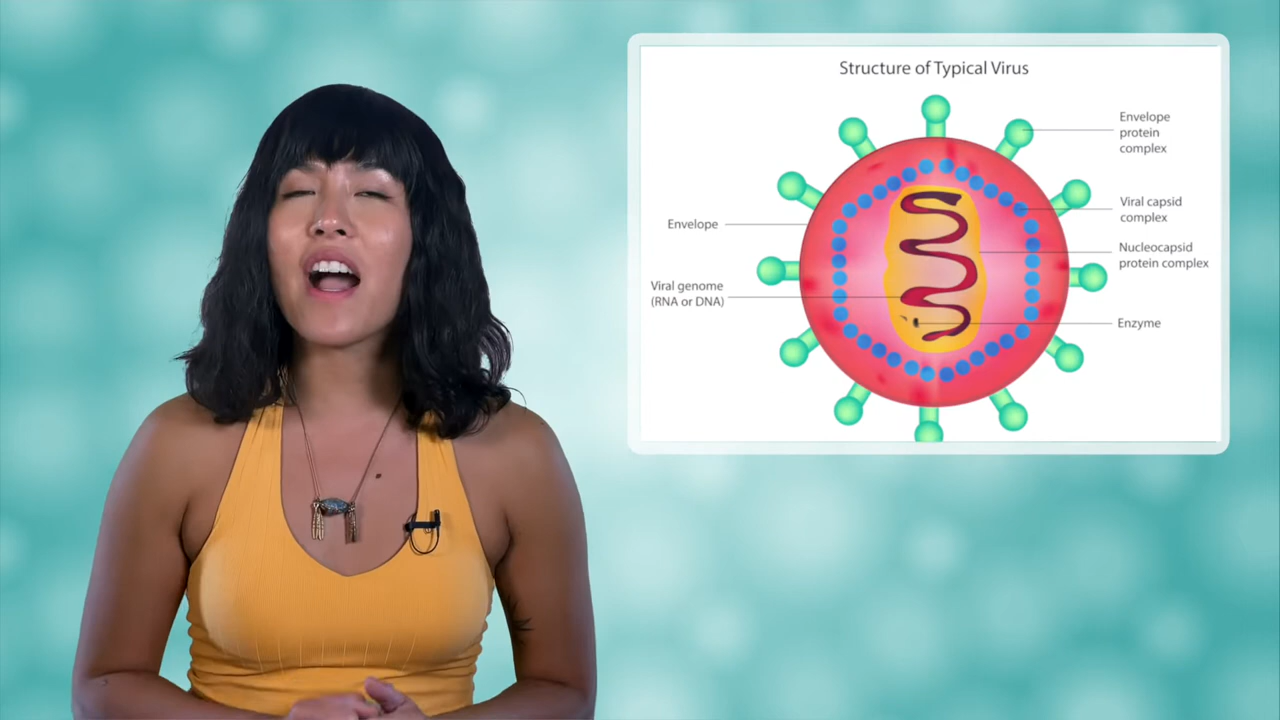 Structure of Typical Virus
Envelope
protein
complex
Viral capsid
complex
Envelope
Nucleocapsid
protein complex
Viral genome
(RNA or DNA)
Enzyme